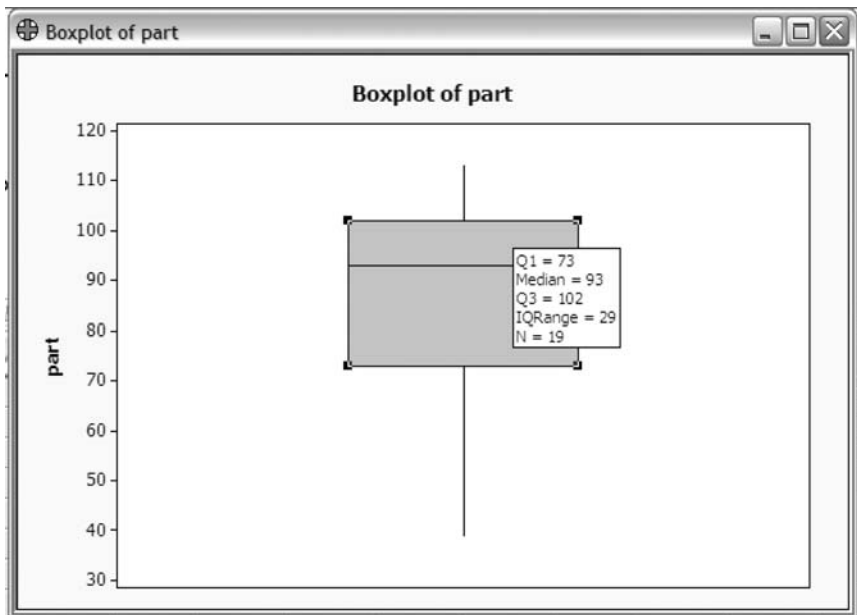 Boxplot of part
Boxplot of part
120
110
100
90
80
70
60
50
40
30
part
Q1 = 73
Median = 93
Q3 = 102
IQRange = 29
N = 19